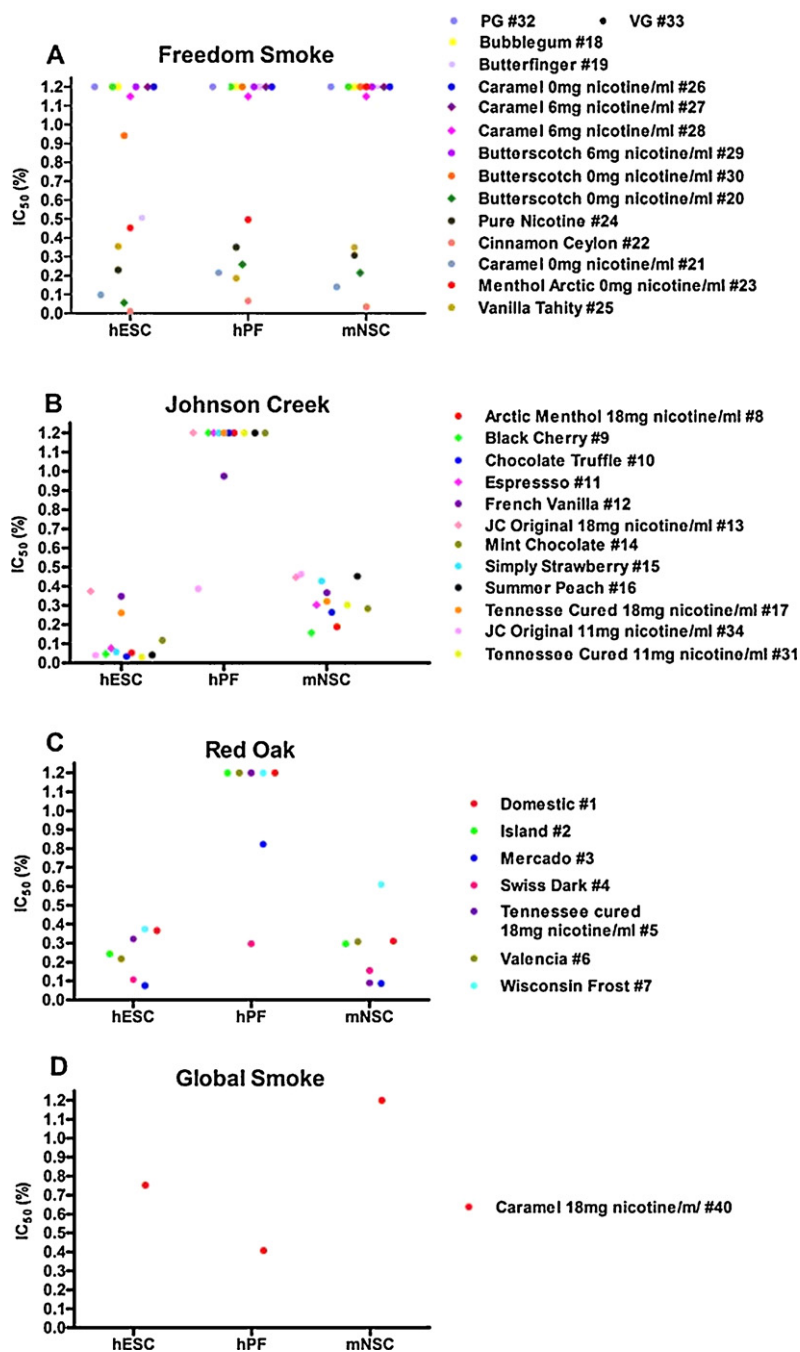 A
Freedom Smoke
IC50 (%)
1.2
1.1
1.0
0.9
0.8
0.7
0.6
0.5
0.4
0.3
0.2
0.1
0.0
hESC hPF mNSC
PG #32 VG #33
Bubblegum #18
Butterfinger #19
Caramel 0mg nicotine/ml #26
Caramel 6mg nicotine/ml #27
Caramel 6mg nicotine/ml #28
Butterscotch 6mg nicotine/ml #29
Butterscotch 0mg nicotine/ml #30
Butterscotch 0mg nicotine/ml #20
Pure Nicotine #24
Cinnamon Ceylon #22
Caramel 0mg nicotine/ml #21
Menthol Arctic 0mg nicotine/ml #23
Vanilla Tahity #25
B
Johnson Creek
IC50 (%)
1.2
1.1
1.0
0.9
0.8
0.7
0.6
0.5
0.4
0.3
0.2
0.1
0.0
hESC hPF mNSC
Arctic Menthol 18mg nicotine/ml #8
Black Cherry #9
Chocolate Truffle #10
Espressso #11
French Vanilla #12
JC Original 18mg nicotine/ml #13
Mint Chocolate #14
Simply Strawberry #15
Summer Peach #16
Tennesse Cured 18mg nicotine/ml #17
JC Original 11mg nicotine/ml #34
Tennessee Cured 11mg nicotine/ml #31
C
Red Oak
IC50 (%)
1.2
1.1
1.0
0.9
0.8
0.7
0.6
0.5
0.4
0.3
0.2
0.1
0.0
hESC hPF mNSC
Domestic #1
Island #2
Mercado #3
Swiss Dark #4
Tennessee cured
18mg nicotine/ml #5
Valencia #6
Wisconsin Frost #7
D
Global Smoke
IC50 (%)
1.2
1.1
1.0
0.9
0.8
0.7
0.6
0.5
0.4
0.3
0.2
0.1
0.0
hESC hPF mNSC
Caramel 18mg nicotine/m/ #40